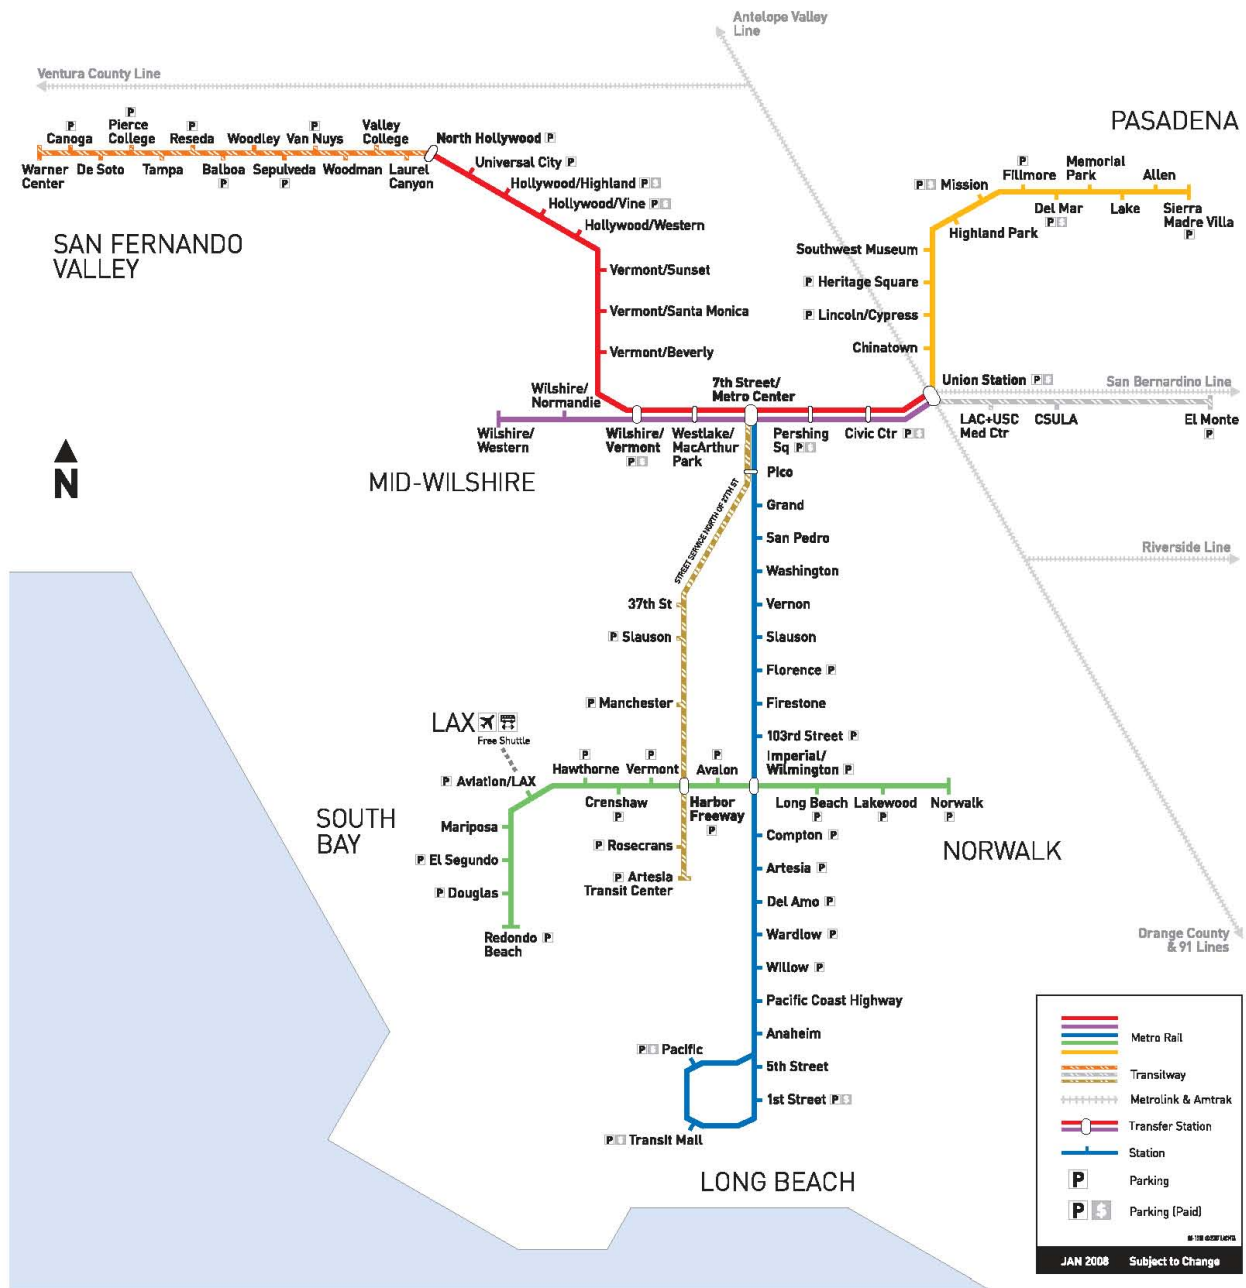 Antelope Valley
Line
Ventura County Line
PASADENA
P
Canoga
P
Pierce
College
P
Reseda
Woodley
P
Van Nuys
Valley
College
North Hollywood P
Warner
Center
De Soto
Tampa
Balboa
P
Sepulveda
P
Woodman
Laurel
Canyon
Universal City P
Hollywood/Highland P $
Hollywood/Vine P $
Hollywood/Western
Vermont/Sunset
Vermont/Santa Monica
Vermont/Beverly
SAN FERNANDO
VALLEY
P $ Mission
P
Fillmore
Memorial
Park
Allen
Highland Park
Del Mar
P $
Lake
Sierra
Madre Villa
P
Southwest Museum
P Heritage Square
P Lincoln/Cypress
Chinatown
Union Station P $
San Bernardino Line
Wilshire/
Normandie
7th Street/
Metro Center
Wilshire/
Western
Wilshire/
Vermont
P $
Westlake/
MacArthur
Park
Pershing
Sq P $
Civic Ctr P $
LAC+USC
Med Ctr
CSULA
El Monte
P
N
MID-WILSHIRE
STREET SERVICE NORTH OF 37TH ST
Pico
Grand
San Pedro
Washington
Vernon
Slauson
Florence P
Firestone
103rd Street P
Imperial/
Wilmington P
Riverside Line
37th St
P Slauson
P Manchester
LAX
Free Shuttle
P Aviation/LAX
P
Hawthorne
P
Vermont
P
Avalon
Crenshaw
P
Harbor
Freeway
P
Long Beach
P
Lakewood
P
Norwalk
P
SOUTH
BAY
Mariposa
P El Segundo
P Douglas
Redondo P
Beach
P Rosecrans
P Artesia
Transit Center
NORWALK
Compton P
Artesia P
Del Amo P
Wardlow P
Willow P
Pacific Coast Highway
Anaheim
5th Street
1st Street P $
P $ Pacific
P $ Transit Mall
LONG BEACH
Orange County
& 91 Lines
Metro Rail
Transitway
Metrolink & Amtrak
Transfer Station
Station
P Parking
P $ Parking (Paid)
JAN 2008 Subject to Change